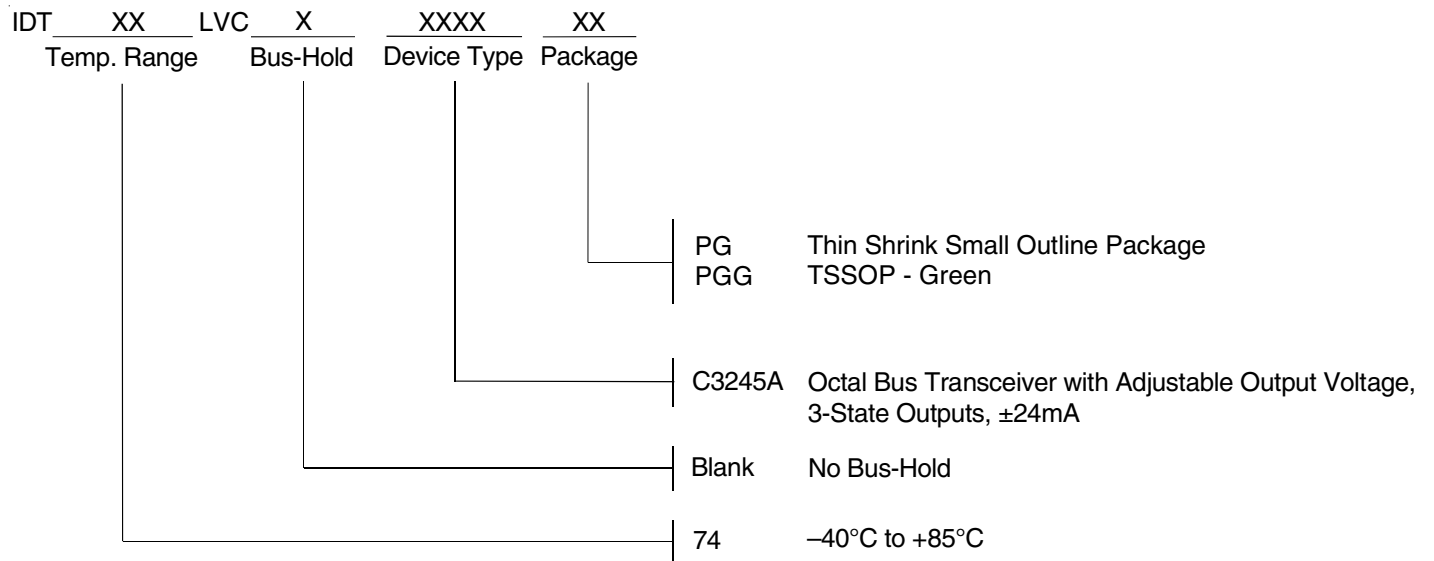 IDT XX LVC X XXXX XX
Temp. Range Bus-Hold Device Type Package
PG Thin Shrink Small Outline Package
PGG TSSOP - Green
C3245A Octal Bus Transceiver with Adjustable Output Voltage,
3-State Outputs, ±24mA
Blank No Bus-Hold
74 –40°C to +85°C